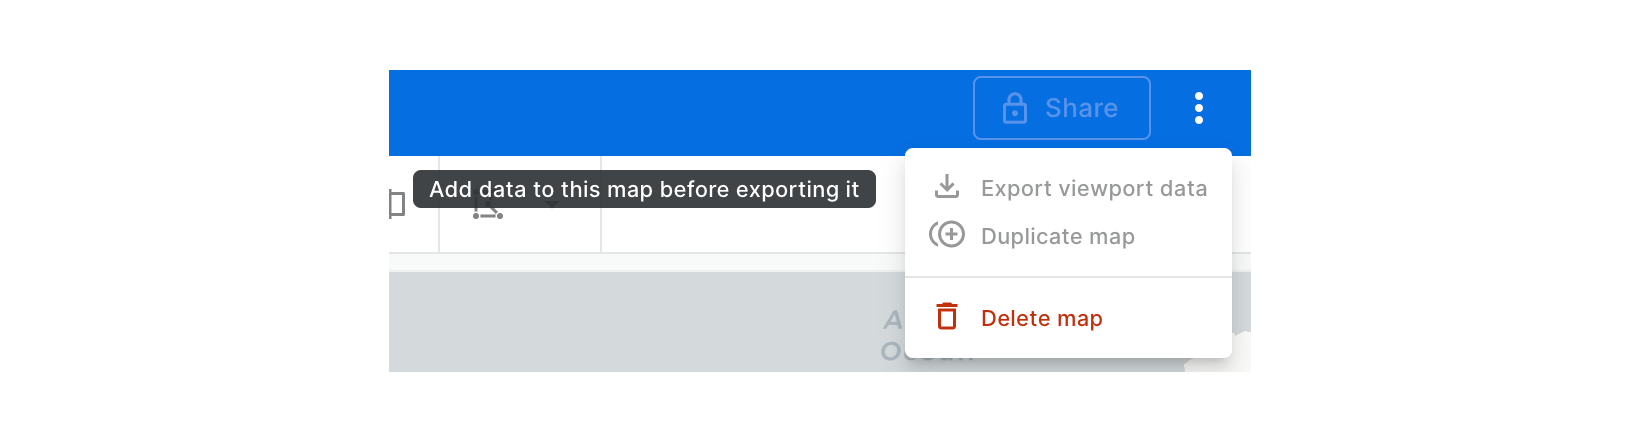 Share
Add data to this map before exporting it
Export viewport data
Duplicate map
Delete map